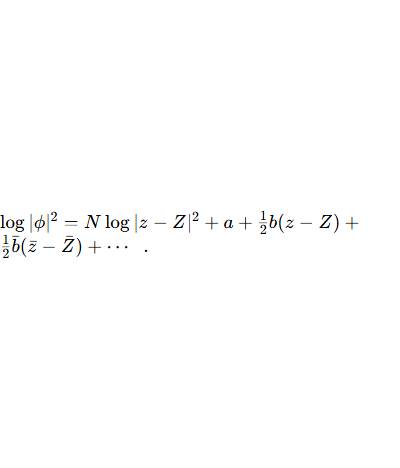 log |ϕ|² = N log |z − Z|² + a + ½b(z − Z) +
½b̄(z̄ − Z̄) + ⋯ .